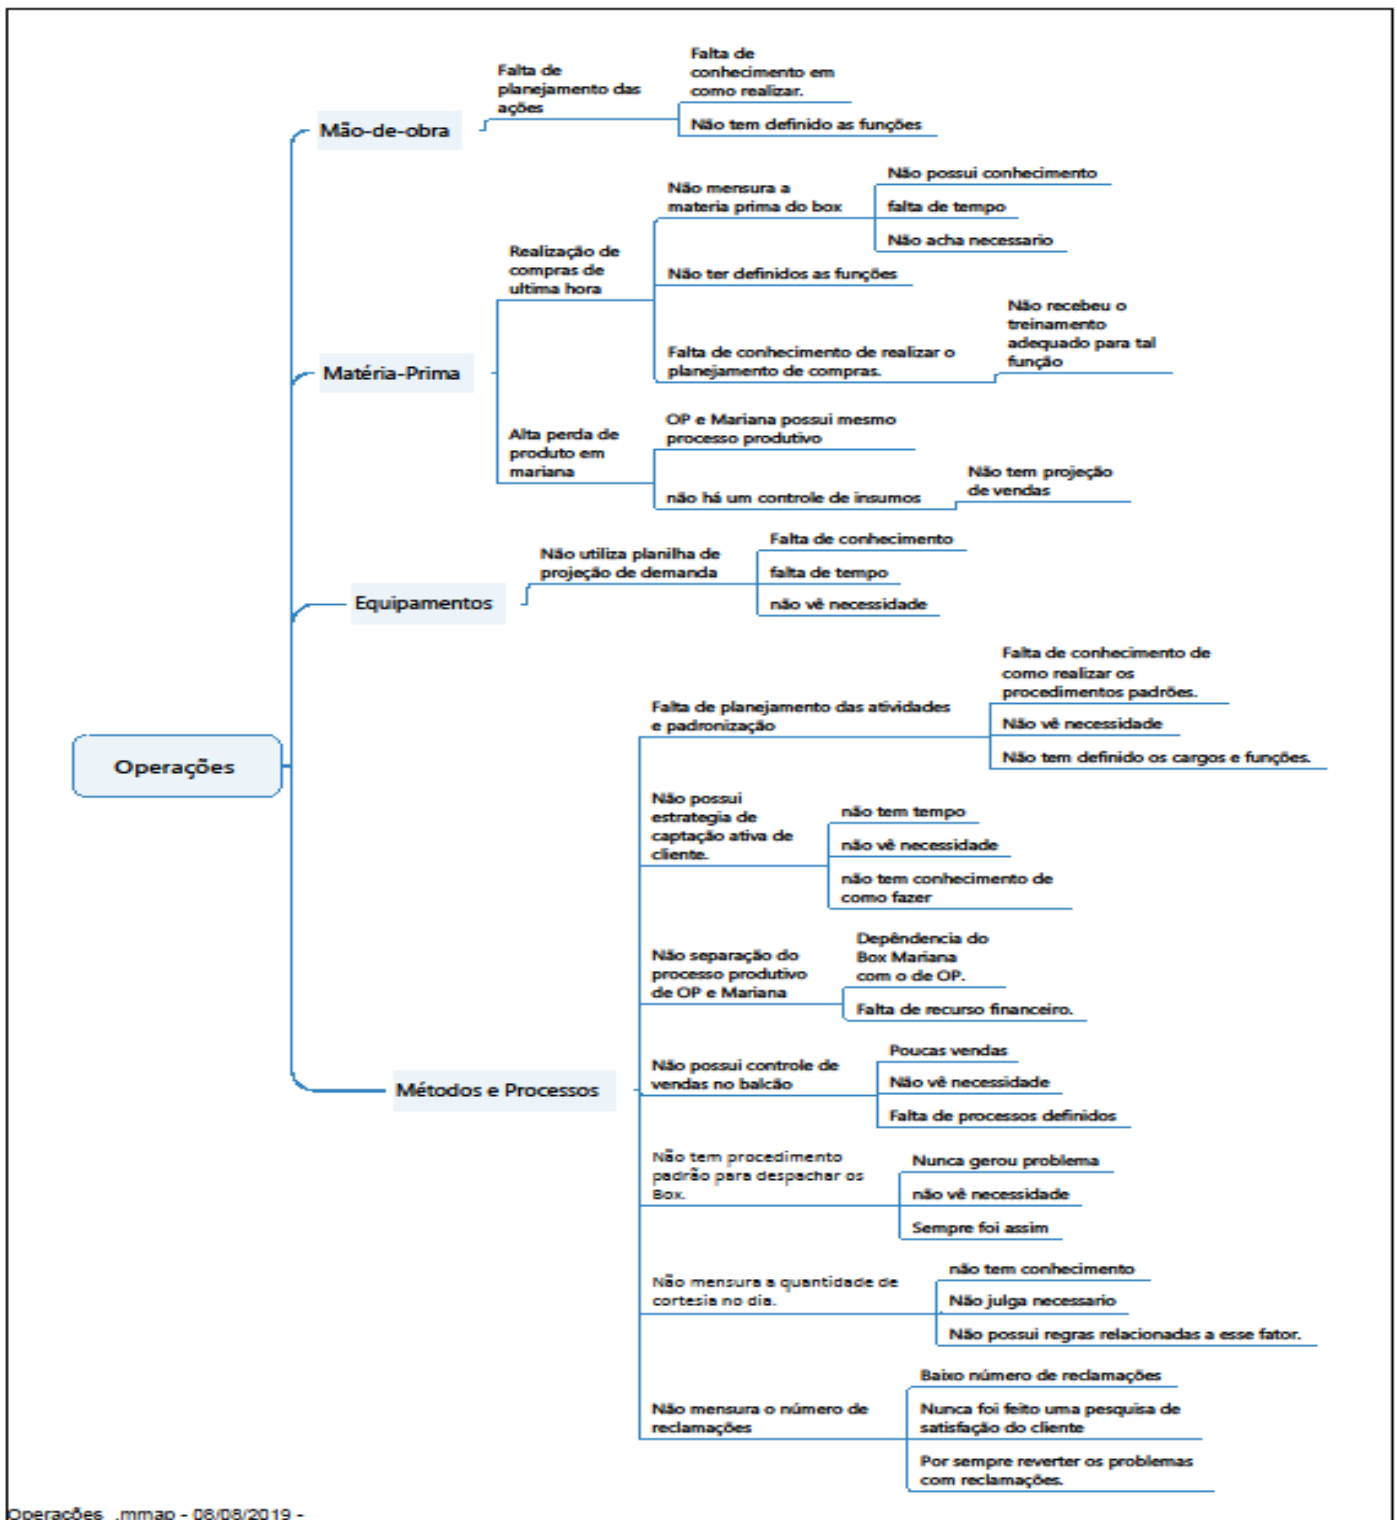 Operações
Mão-de-obra
Falta de
planejamento das
ações
Falta de
conhecimento em
como realizar.
Não tem definido as funções
Matéria-Prima
Realização de
compras de
ultima hora
Não mensura a
materia prima do box
Não possui conhecimento
falta de tempo
Não acha necessario
Não ter definidos as funções
Falta de conhecimento de realizar o
planejamento de compras.
Não recebeu o
treinamento
adequado para tal
função
Alta perda de
produto em
mariana
OP e Mariana possui mesmo
processo produtivo
não há um controle de insumos
Não tem projeção
de vendas
Equipamentos
Não utiliza planilha de
projeção de demanda
Falta de conhecimento
falta de tempo
não vê necessidade
Métodos e Processos
Falta de planejamento das atividades
e padronização
Falta de conhecimento de
como realizar os
procedimentos padrões.
Não vê necessidade
Não tem definido os cargos e funções.
Não possui
estrategia de
captação ativa de
cliente.
não tem tempo
não vê necessidade
não tem conhecimento de
como fazer
Não separação do
processo produtivo
de OP e Mariana
Depêndencia do
Box Mariana
com o de OP.
Falta de recurso financeiro.
Não possui controle de
vendas no balcão
Poucas vendas
Não vê necessidade
Falta de processos definidos
Não tem procedimento
padrão para despachar os
Box.
Nunca gerou problema
não vê necessidade
Sempre foi assim
Não mensura a quantidade de
cortesia no dia.
não tem conhecimento
Não julga necessario
Não possui regras relacionadas a esse fator.
Não mensura o número de
reclamações
Baixo número de reclamações
Nunca foi feito uma pesquisa de
satisfação do cliente
Por sempre reverter os problemas
com reclamações.
Operações_.mmap - 08/08/2019 -